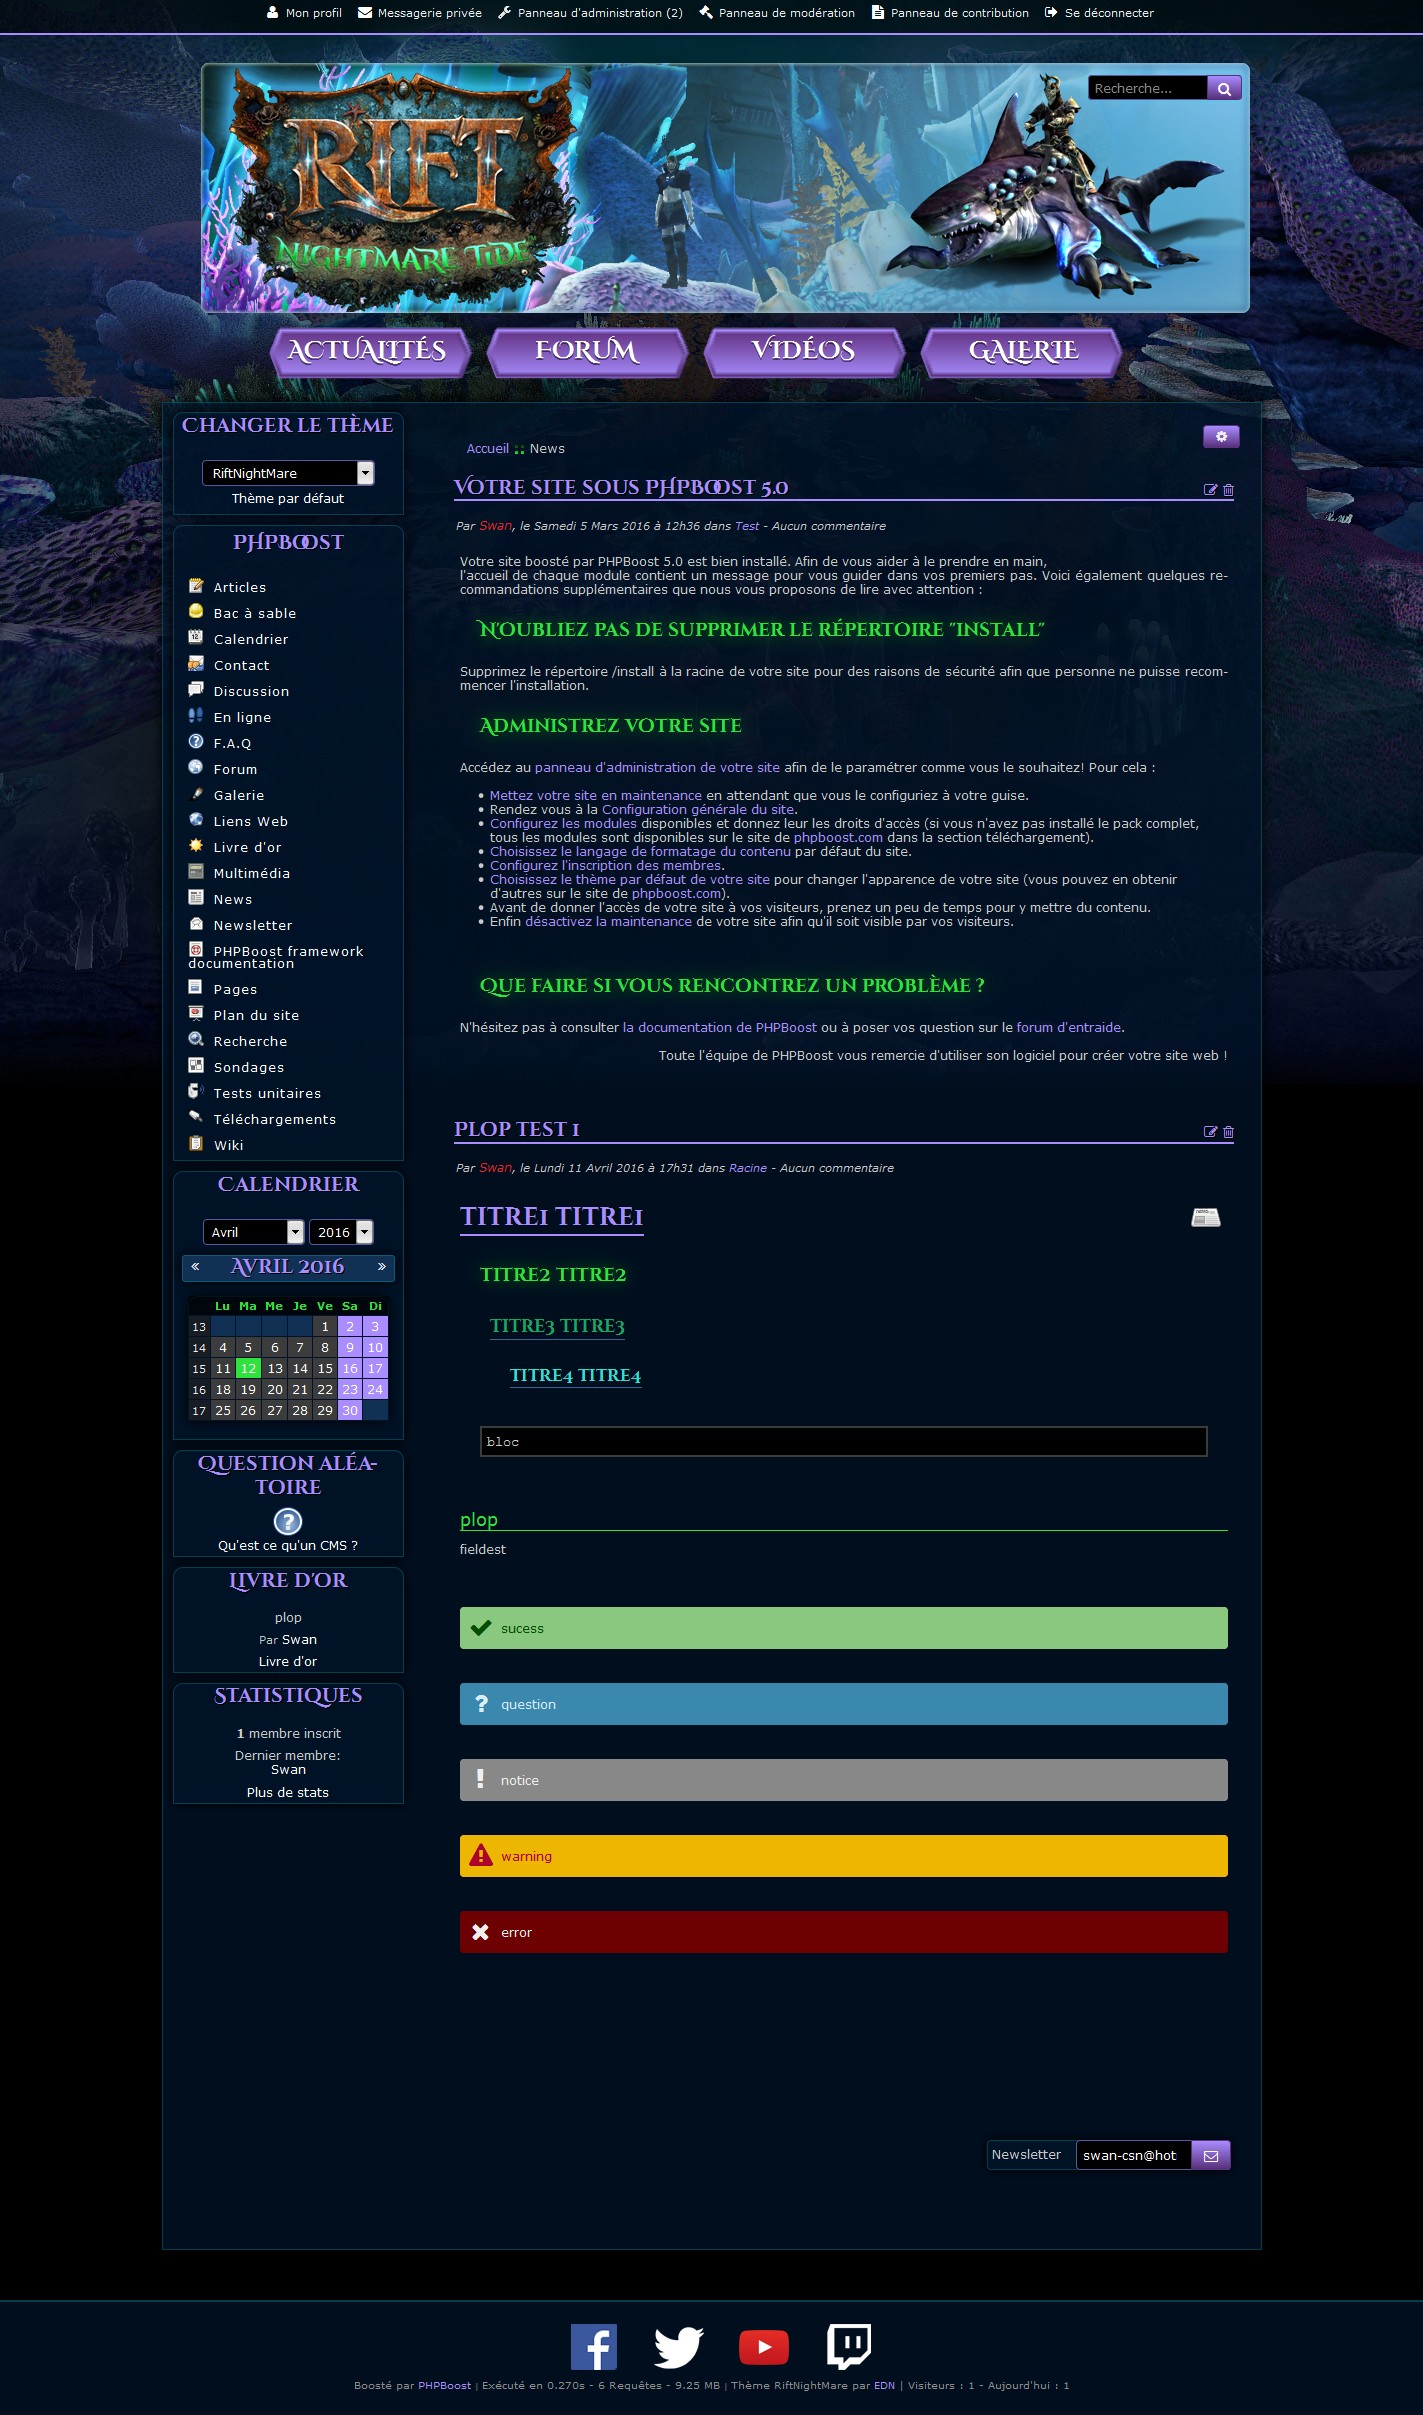 Mon profil Messagerie privée Panneau d'administration (2) Panneau de modération Panneau de contribution Se déconnecter
RIFT
NIGHTMARE TIDE
Recherche...
ACTUALITÉS FORUM VIDÉOS GALERIE
CHANGER LE THÈME
RiftNightMare
Thème par défaut
PHPBOOST
Articles
Bac à sable
Calendrier
Contact
Discussion
En ligne
F.A.Q
Forum
Galerie
Liens Web
Livre d'or
Multimédia
News
Newsletter
PHPBoost framework
documentation
Pages
Plan du site
Recherche
Sondages
Tests unitaires
Téléchargements
Wiki
CALENDRIER
Avril 2016
« AVRIL 2016 »
Lu Ma Me Je Ve Sa Di
13 1 2 3
14 4 5 6 7 8 9 10
15 11 12 13 14 15 16 17
16 18 19 20 21 22 23 24
17 25 26 27 28 29 30
QUESTION ALÉA-
TOIRE
Qu'est ce qu'un CMS ?
LIVRE D'OR
plop
Par Swan
Livre d'or
STATISTIQUES
1 membre inscrit
Dernier membre:
Swan
Plus de stats
Accueil :: News
VOTRE SITE SOUS PHPBOOST 5.0
Par Swan, le Samedi 5 Mars 2016 à 12h36 dans Test - Aucun commentaire
Votre site boosté par PHPBoost 5.0 est bien installé. Afin de vous aider à le prendre en main,
l'accueil de chaque module contient un message pour vous guider dans vos premiers pas. Voici également quelques re-
commandations supplémentaires que nous vous proposons de lire avec attention :
N'OUBLIEZ PAS DE SUPPRIMER LE RÉPERTOIRE "INSTALL"
Supprimez le répertoire /install à la racine de votre site pour des raisons de sécurité afin que personne ne puisse recom-
mencer l'installation.
ADMINISTREZ VOTRE SITE
Accédez au panneau d'administration de votre site afin de le paramétrer comme vous le souhaitez! Pour cela :
• Mettez votre site en maintenance en attendant que vous le configuriez à votre guise.
• Rendez vous à la Configuration générale du site.
• Configurez les modules disponibles et donnez leur les droits d'accès (si vous n'avez pas installé le pack complet,
tous les modules sont disponibles sur le site de phpboost.com dans la section téléchargement).
• Choisissez le langage de formatage du contenu par défaut du site.
• Configurez l'inscription des membres.
• Choisissez le thème par défaut de votre site pour changer l'apparence de votre site (vous pouvez en obtenir
d'autres sur le site de phpboost.com).
• Avant de donner l'accès de votre site à vos visiteurs, prenez un peu de temps pour y mettre du contenu.
• Enfin désactivez la maintenance de votre site afin qu'il soit visible par vos visiteurs.
QUE FAIRE SI VOUS RENCONTREZ UN PROBLÈME ?
N'hésitez pas à consulter la documentation de PHPBoost ou à poser vos question sur le forum d'entraide.
Toute l'équipe de PHPBoost vous remercie d'utiliser son logiciel pour créer votre site web !
PLOP TEST 1
Par Swan, le Lundi 11 Avril 2016 à 17h31 dans Racine - Aucun commentaire
TITRE1 TITRE1
TITRE2 TITRE2
TITRE3 TITRE3
TITRE4 TITRE4
bloc
plop
fieldest
sucess
? question
! notice
warning
error
Newsletter swan-csn@hot
Boosté par PHPBoost | Exécuté en 0.270s - 6 Requêtes - 9.25 MB | Thème RiftNightMare par EDN | Visiteurs : 1 - Aujourd'hui : 1